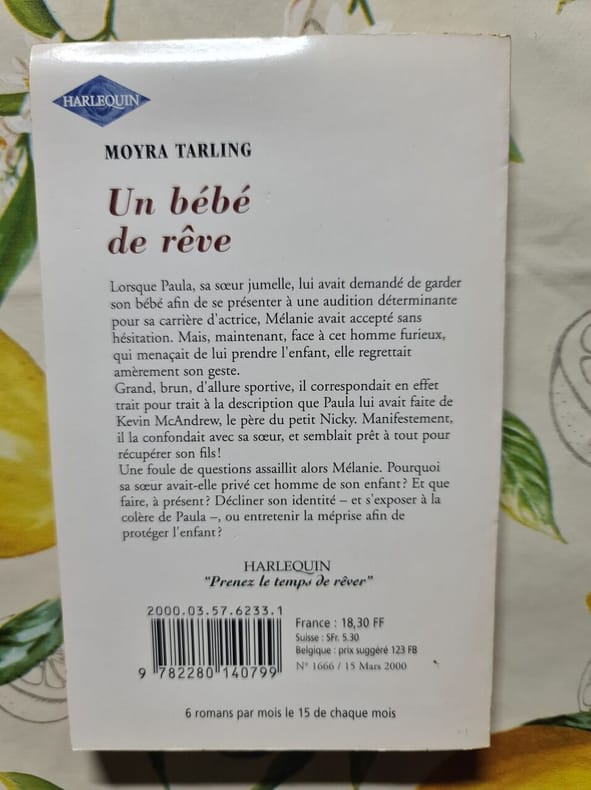 HARLEQUIN
MOYRA TARLING
Un bébé
de rêve
Lorsque Paula, sa sœur jumelle, lui avait demandé de garder
son bébé afin de se présenter à une audition déterminante
pour sa carrière d'actrice, Mélanie avait accepté sans
hésitation. Mais, maintenant, face à cet homme furieux,
qui menaçait de lui prendre l'enfant, elle regrettait
amèrement son geste.
Grand, brun, d'allure sportive, il correspondait en effet
trait pour trait à la description que Paula lui avait faite de
Kevin McAndrew, le père du petit Nicky. Manifestement,
il la confondait avec sa sœur, et semblait prêt à tout pour
récupérer son fils!
Une foule de questions assaillit alors Mélanie. Pourquoi
sa sœur avait-elle privé cet homme de son enfant? Et que
faire, à présent? Décliner son identité – et s'exposer à la
colère de Paula –, ou entretenir la méprise afin de
protéger l'enfant?
HARLEQUIN
"Prenez le temps de rêver"
2000.03.57.6233.1
9 782280 140799
France : 18,30 FF
Suisse : SFr. 5.30
Belgique : prix suggéré 123 FB
N° 1666 / 15 Mars 2000
6 romans par mois le 15 de chaque mois